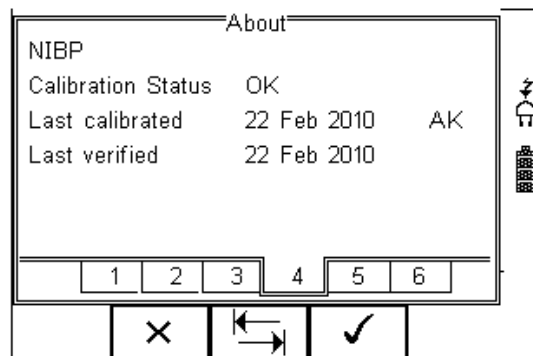 About
NIBP
Calibration Status OK
Last calibrated 22 Feb 2010 AK
Last verified 22 Feb 2010
1 2 3 4 5 6